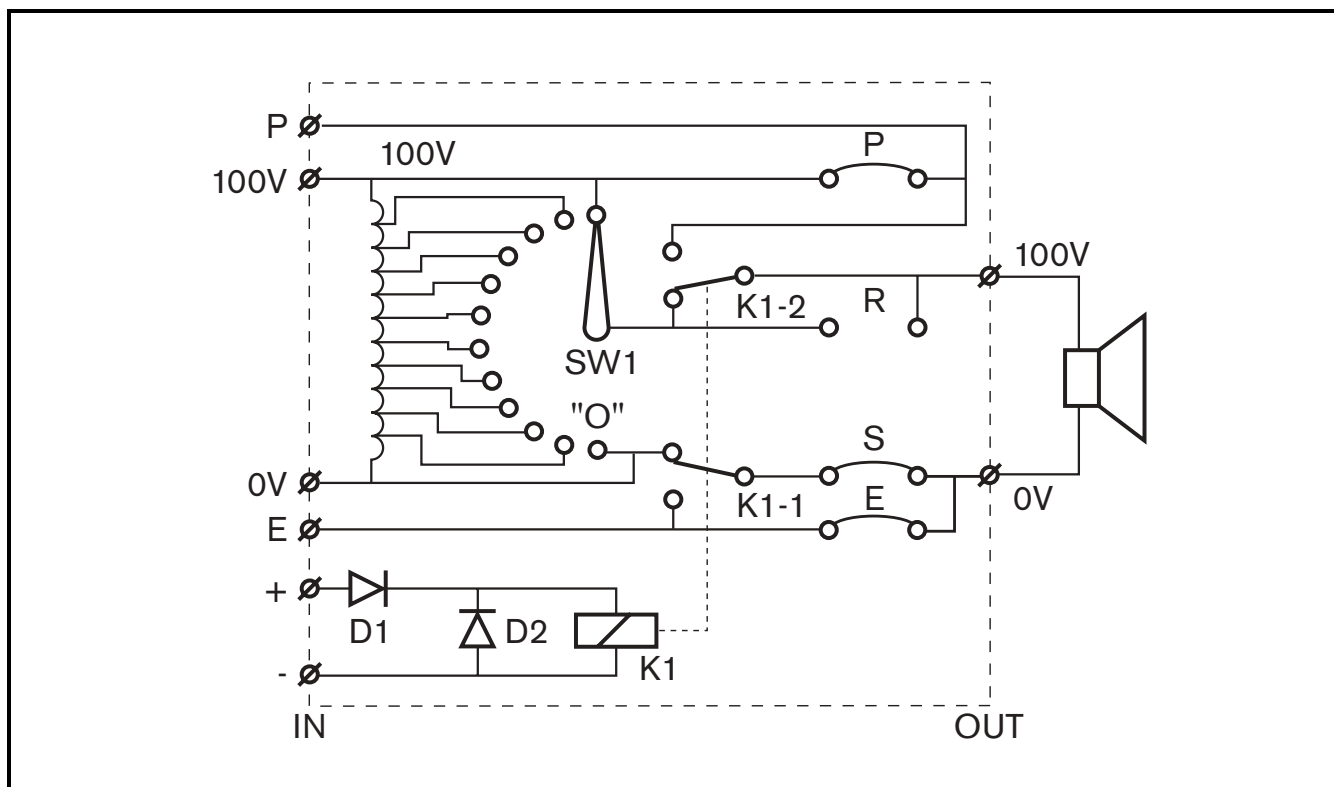 P
100V
100V
P
100V
K1-2
R
SW1
"O"
S
0V
K1-1
0V
E
E
+
D1
D2
-
K1
IN
OUT